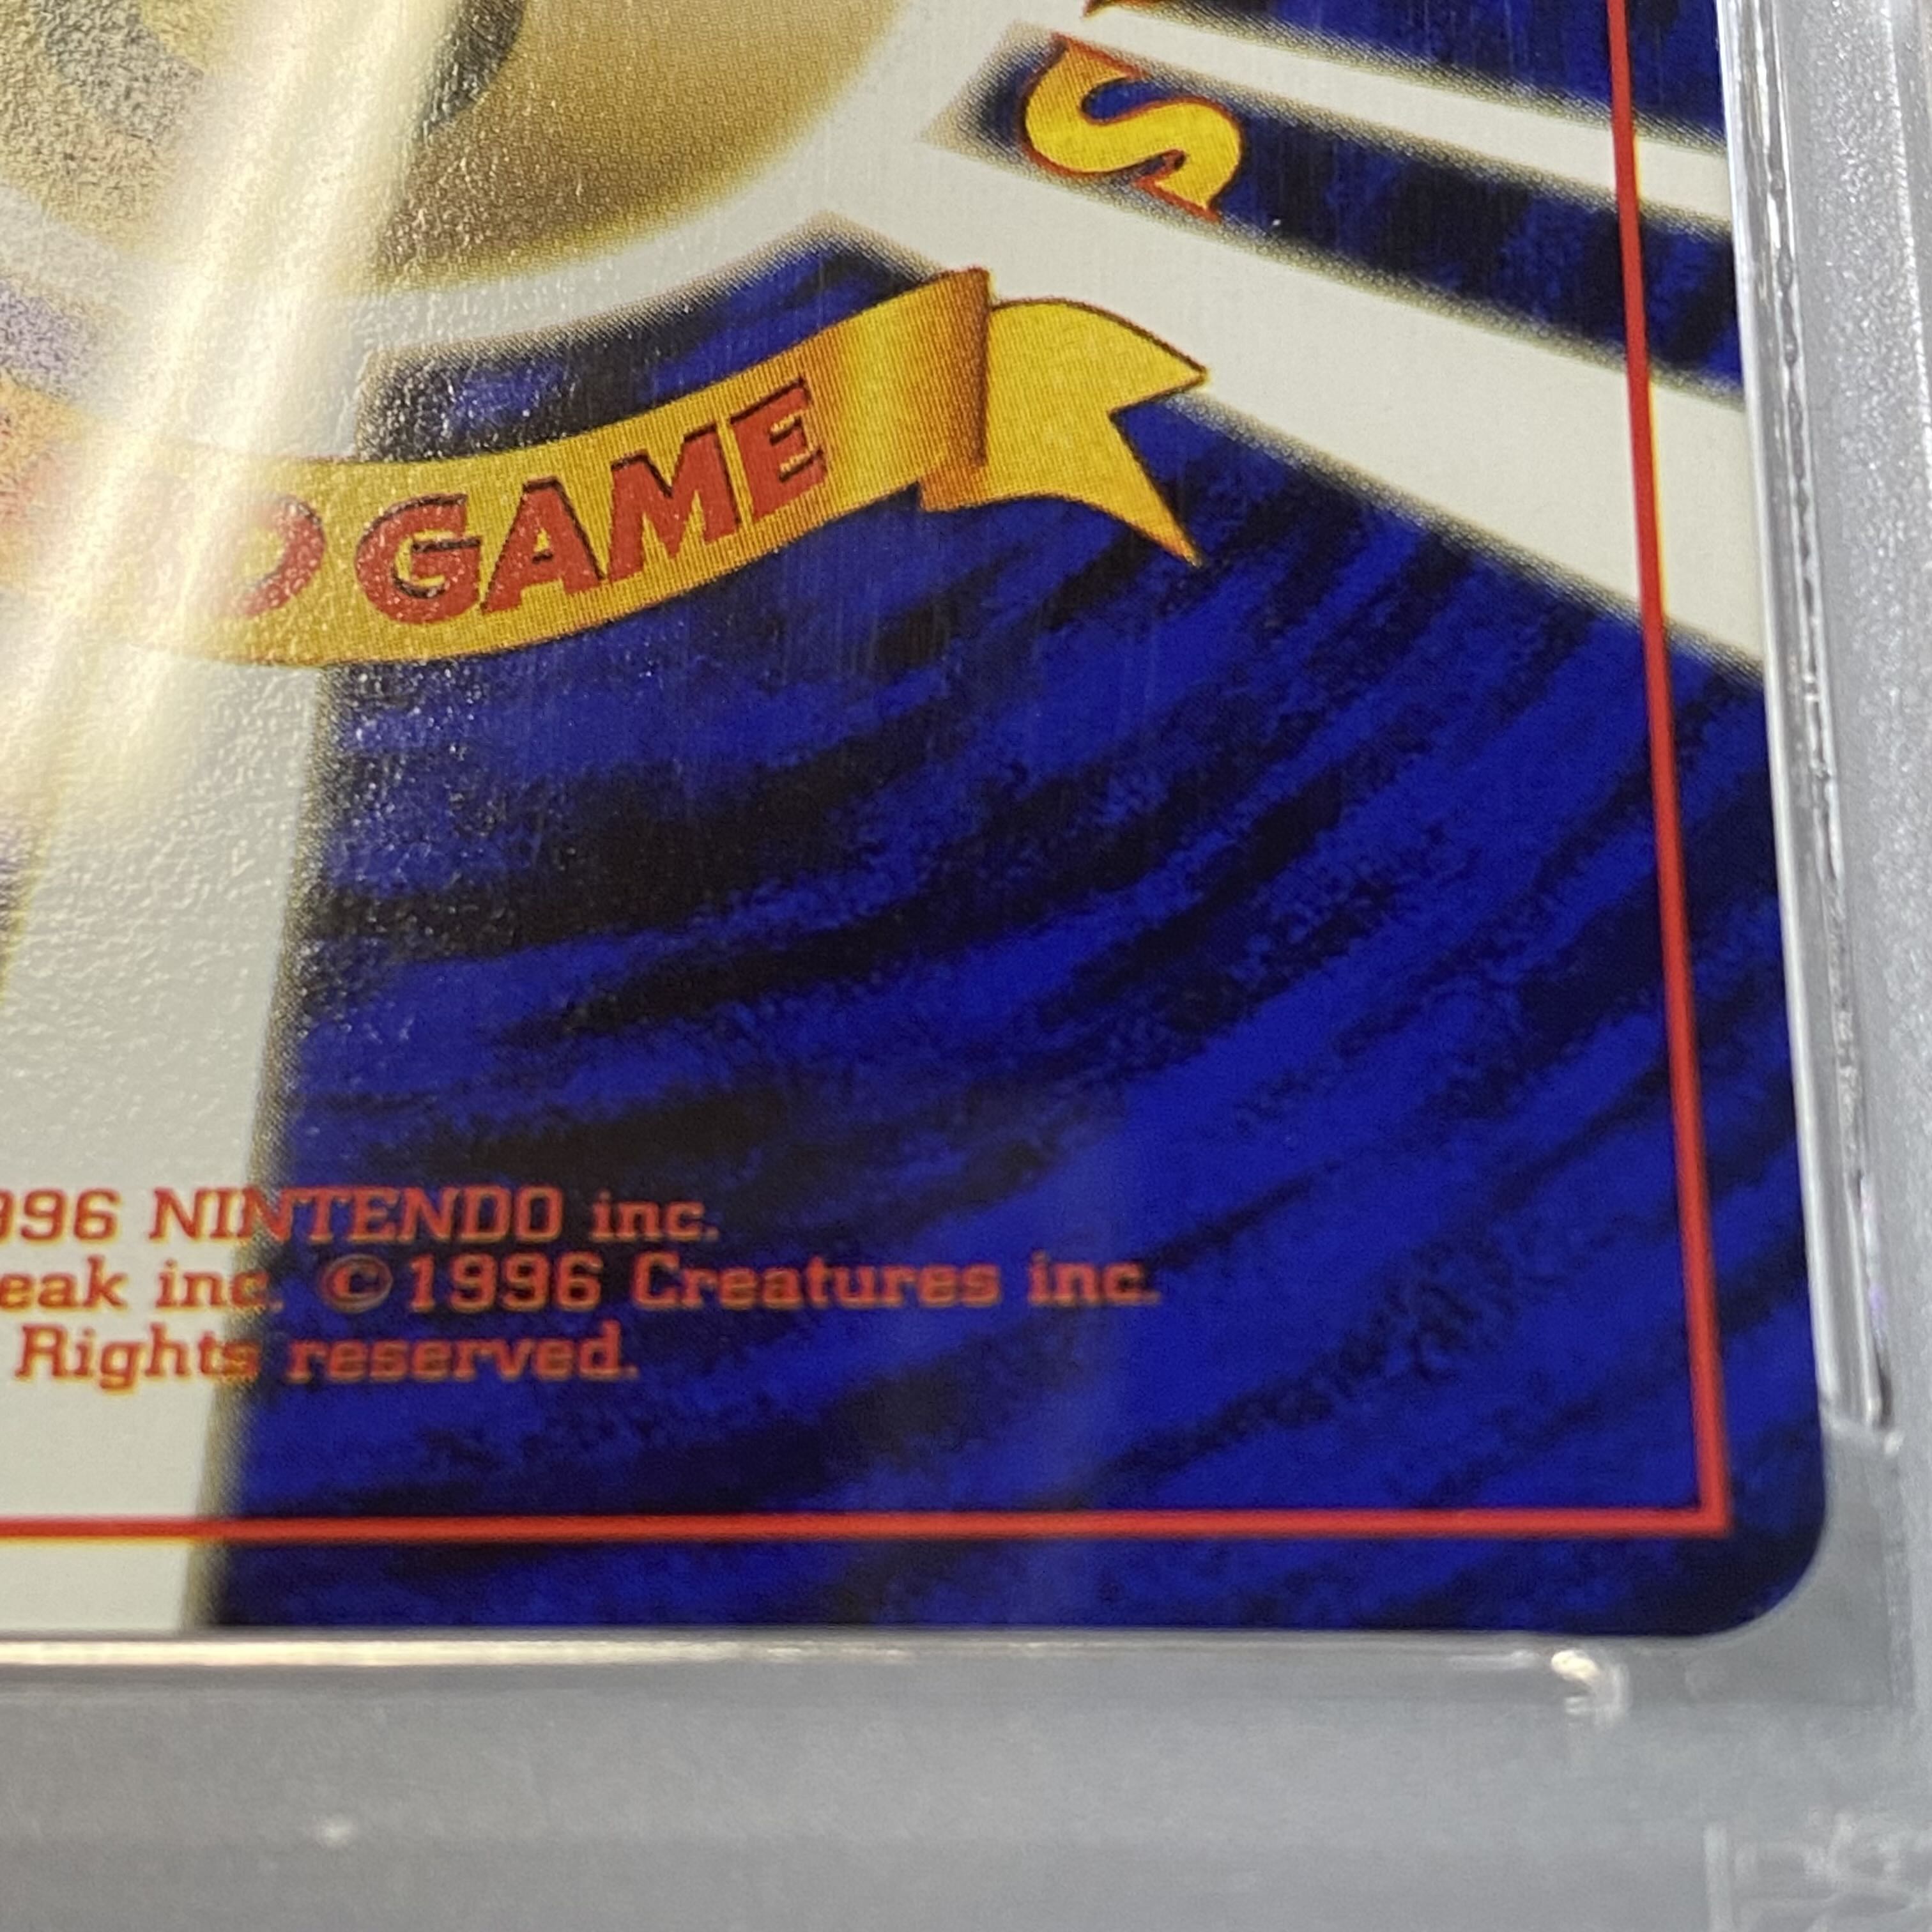 S
D GAME
996 NINTENDO inc.
eak inc. ©1996 Creatures inc.
Rights reserved.